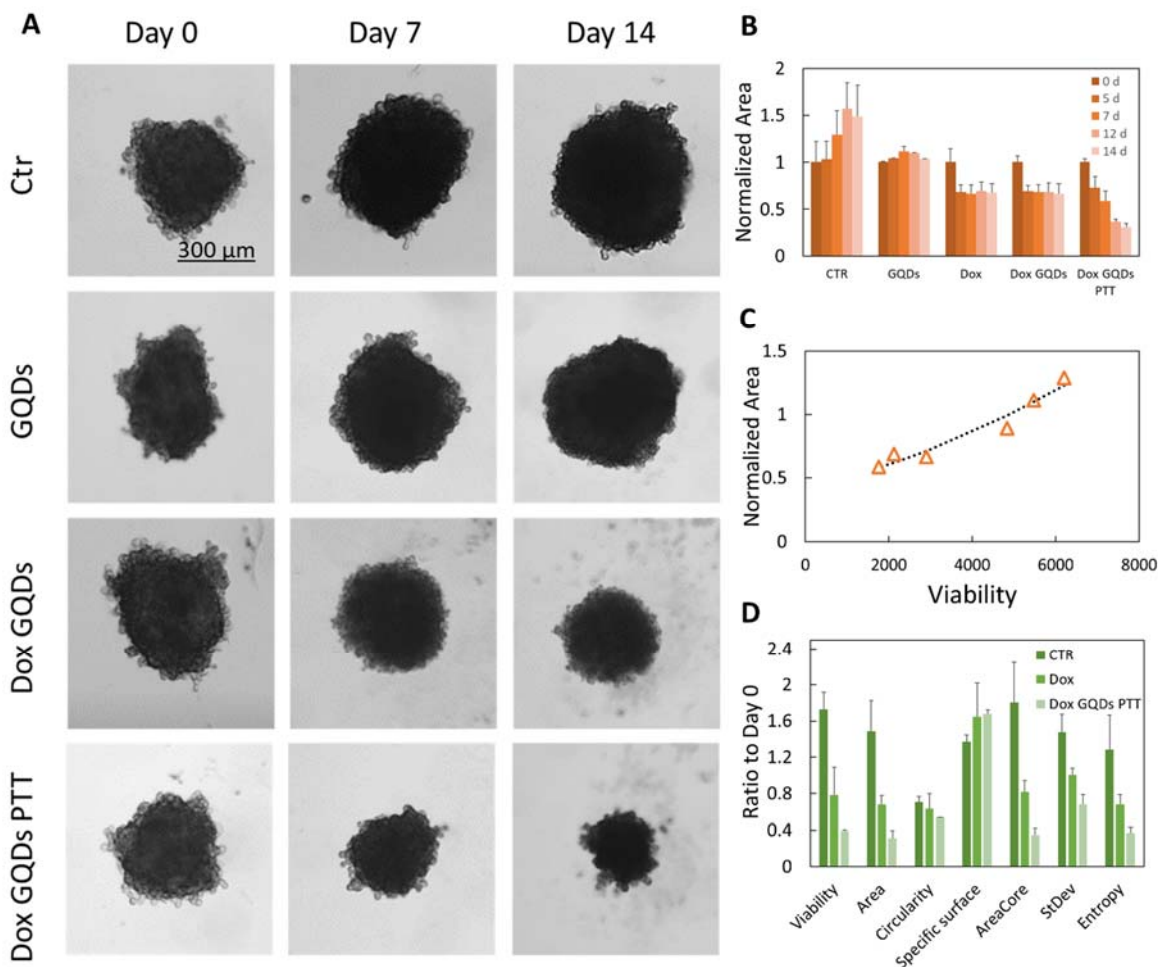 A
Day 0
Day 7
Day 14
Ctr
300 µm
GQDs
Dox GQDs
Dox GQDs PTT
B
Normalized Area
2
1.5
1
0.5
0
0 d
5 d
7 d
12 d
14 d
CTR
GQDs
Dox
Dox GQDs
Dox GQDs
PTT
C
Normalized Area
1.5
1
0.5
0
0
2000
4000
6000
8000
Viability
D
Ratio to Day 0
2.4
2
1.6
1.2
0.8
0.4
0
CTR
Dox
Dox GQDs PTT
Viability
Area
Circularity
Specific surface
AreaCore
StDev
Entropy